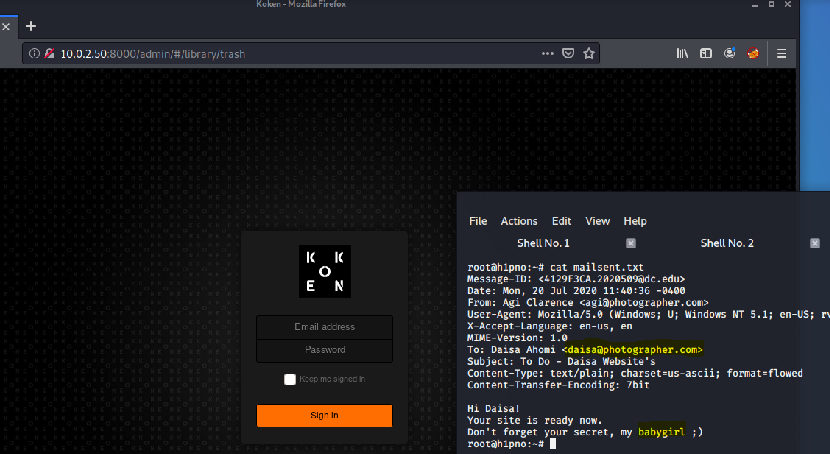 Koken - Mozilla Firefox
10.0.2.50:8000/admin/#/library/trash
KOKEN
Email address
Password
Keep me signed in
Sign in
File Actions Edit View Help
Shell No. 1 Shell No. 2
root@h1pno:~# cat mailsent.txt
Message-ID: <4129F3CA.2020509@dc.edu>
Date: Mon, 20 Jul 2020 11:40:36 -0400
From: Agi Clarence <agi@photographer.com>
User-Agent: Mozilla/5.0 (Windows; U; Windows NT 5.1; en-US; rv
X-Accept-Language: en-us, en
MIME-Version: 1.0
To: Daisa Ahomi <daisa@photographer.com>
Subject: To Do - Daisa Website's
Content-Type: text/plain; charset=us-ascii; format=flowed
Content-Transfer-Encoding: 7bit
Hi Daisa!
Your site is ready now.
Don't forget your secret, my babygirl ;)
root@h1pno:~#